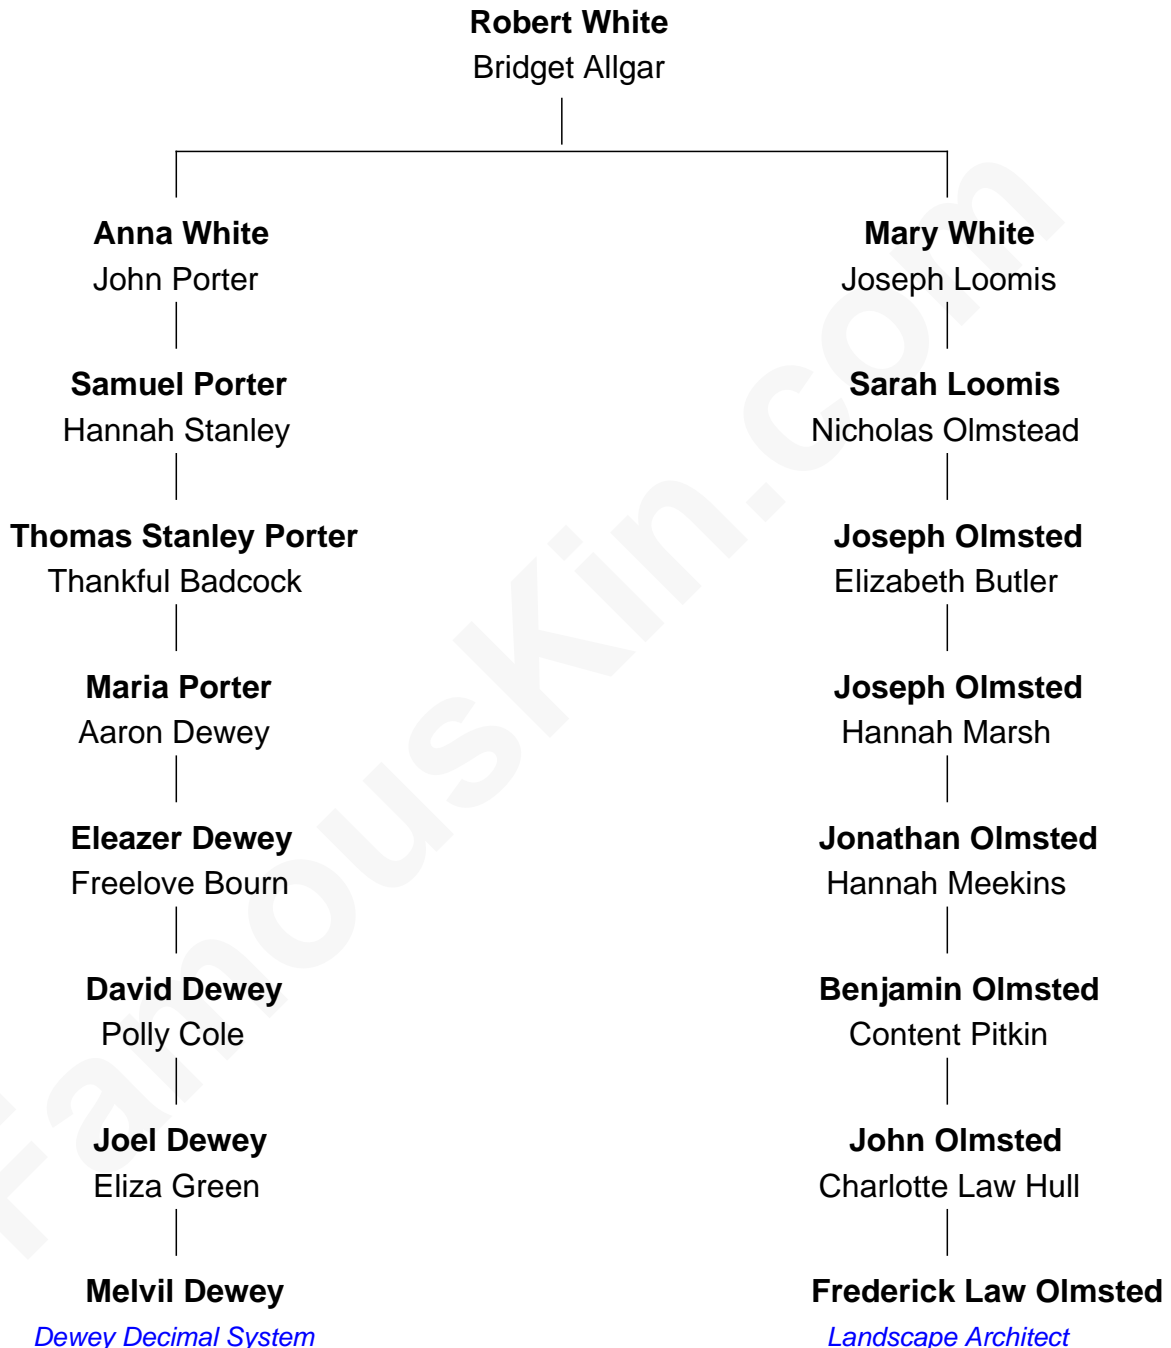 Robert White
Bridget Allgar
Anna White
John Porter
Mary White
Joseph Loomis
Samuel Porter
Hannah Stanley
Sarah Loomis
Nicholas Olmstead
Thomas Stanley Porter
Thankful Badcock
Joseph Olmsted
Elizabeth Butler
Maria Porter
Aaron Dewey
Joseph Olmsted
Hannah Marsh
Eleazer Dewey
Freelove Bourn
Jonathan Olmsted
Hannah Meekins
David Dewey
Polly Cole
Benjamin Olmsted
Content Pitkin
Joel Dewey
Eliza Green
John Olmsted
Charlotte Law Hull
Melvil Dewey
Dewey Decimal System
Frederick Law Olmsted
Landscape Architect
FamousKin.com